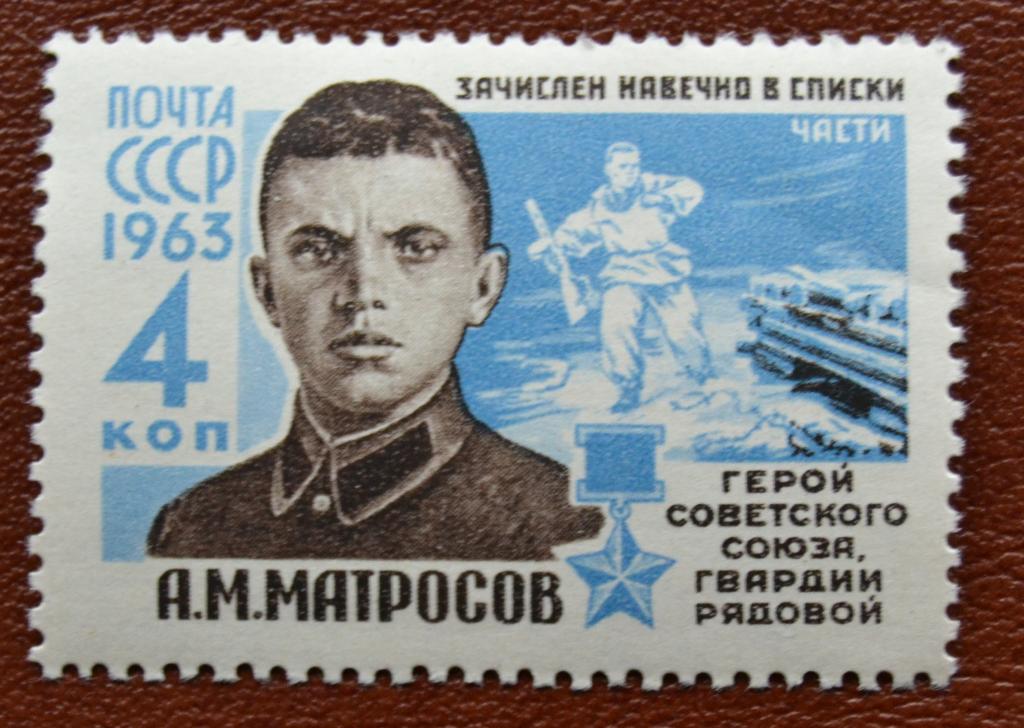 ПОЧТА
СССР
1963
4
КОП
ЗАЧИСЛЕН НАВЕЧНО В СПИСКИ
ЧАСТИ
А.М.МАТРОСОВ
ГЕРОЙ
СОВЕТСКОГО
СОЮЗА,
ГВАРДИИ
РЯДОВОЙ